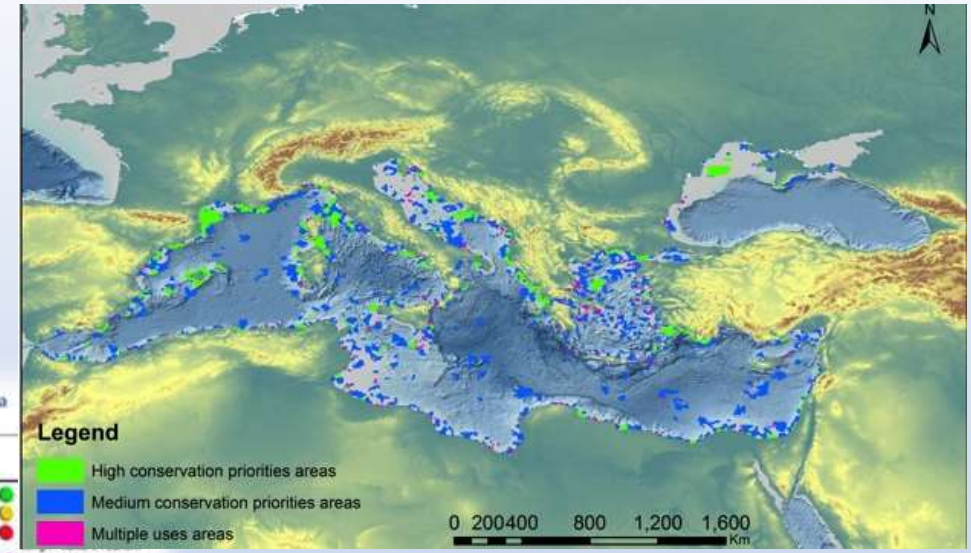 N
a
Legend
High conservation priorities areas
Medium conservation priorities areas
Multiple uses areas
0 200400 800 1,200 1,600
Km